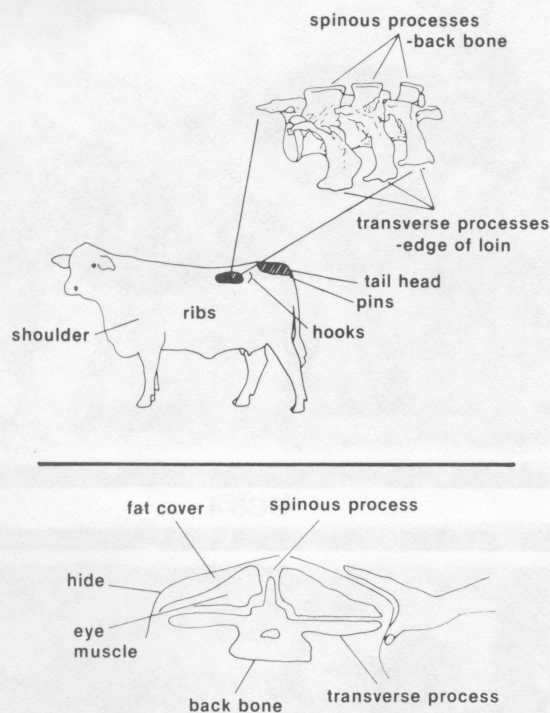 spinous processes
-back bone
transverse processes
-edge of loin
tail head
pins
hooks
ribs
shoulder
fat cover
spinous process
hide
eye
muscle
back bone
transverse process